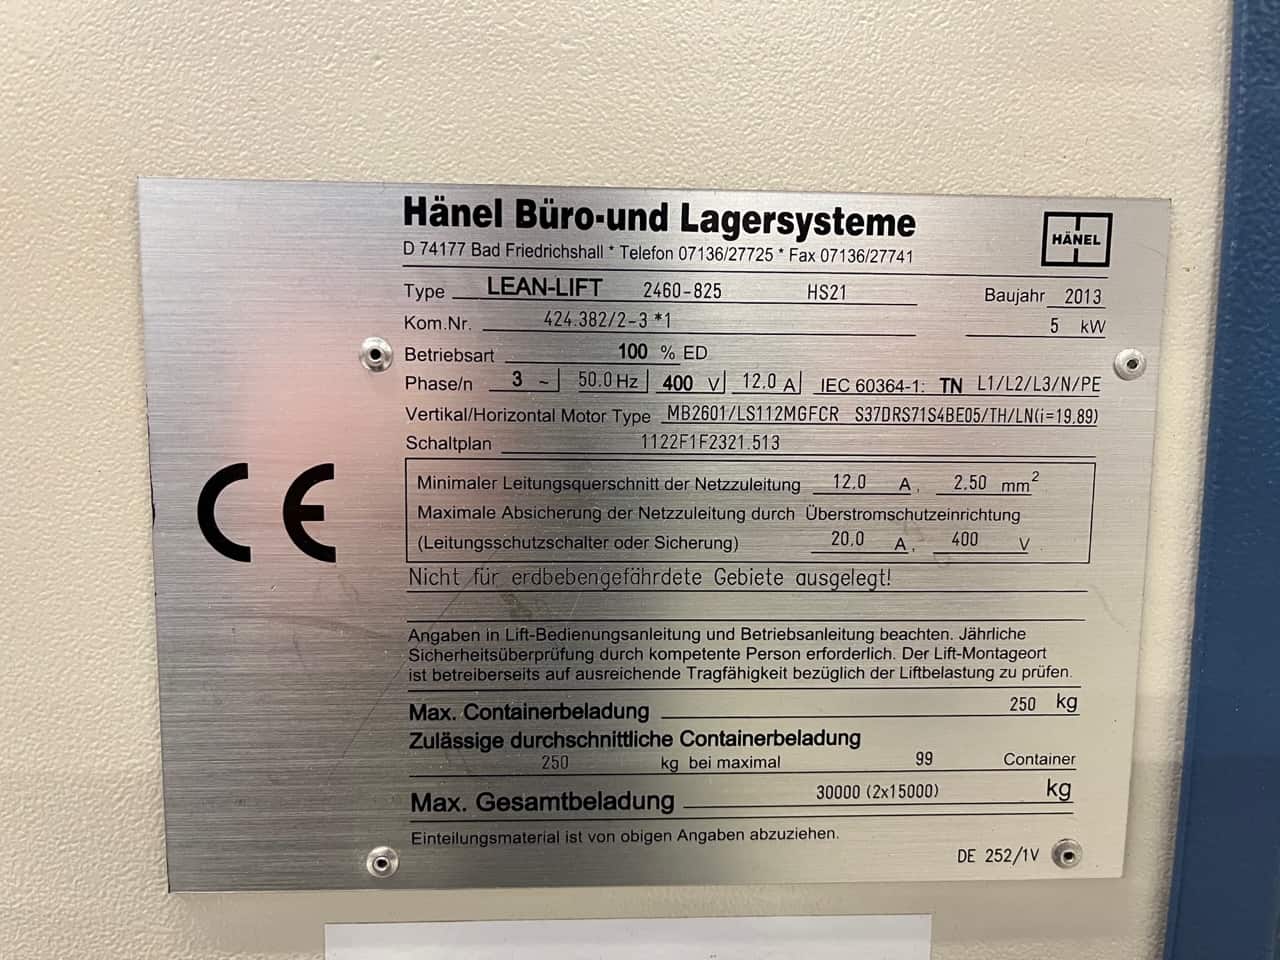 Hänel Büro-und Lagersysteme
HÄNEL
D 74177 Bad Friedrichshall * Telefon 07136/27725 * Fax 07136/27741
Type LEAN-LIFT 2460-825 HS21 Baujahr 2013
Kom.Nr. 424.382/2-3 *1 5 kW
Betriebsart 100 % ED
Phase/n 3 ~ 50.0 Hz 400 V 12.0 A IEC 60364-1: TN L1/L2/L3/N/PE
Vertikal/Horizontal Motor Type MB2601/LS112MGFCR S37DRS71S4BE05/TH/LN(i=19.89)
Schaltplan 1122F1F2321.513
CE
Minimaler Leitungsquerschnitt der Netzzuleitung 12.0 A, 2.50 mm²
Maximale Absicherung der Netzzuleitung durch Überstromschutzeinrichtung
(Leitungsschutzschalter oder Sicherung) 20.0 A, 400 V
Nicht für erdbebengefährdete Gebiete ausgelegt!
Angaben in Lift-Bedienungsanleitung und Betriebsanleitung beachten. Jährliche
Sicherheitsüberprüfung durch kompetente Person erforderlich. Der Lift-Montageort
ist betreiberseits auf ausreichende Tragfähigkeit bezüglich der Liftbelastung zu prüfen.
Max. Containerbeladung 250 kg
Zulässige durchschnittliche Containerbeladung
250 kg bei maximal 99 Container
Max. Gesamtbeladung 30000 (2x15000) kg
Einteilungsmaterial ist von obigen Angaben abzuziehen.
DE 252/1V